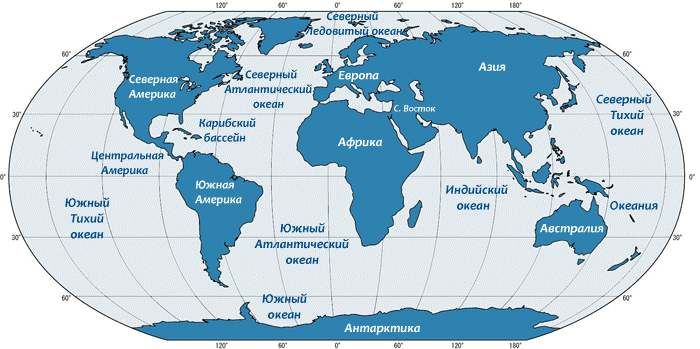 120° 60° 0° 60° 120° 180°
Северный
Ледовитый океан
60°
60°
Северная
Америка
Северный
Атлантический
океан
Европа
Азия
С. Восток
Северный
Тихий
океан
30°
30°
Карибский
бассейн
Африка
Центральная
Америка
0°
0°
Южная
Америка
Индийский
океан
Океания
Южный
Тихий
океан
Южный
Атлантический
океан
Австралия
30°
30°
60°
60°
Южный
океан
Антарктика
120° 60° 0° 60° 120° 180°